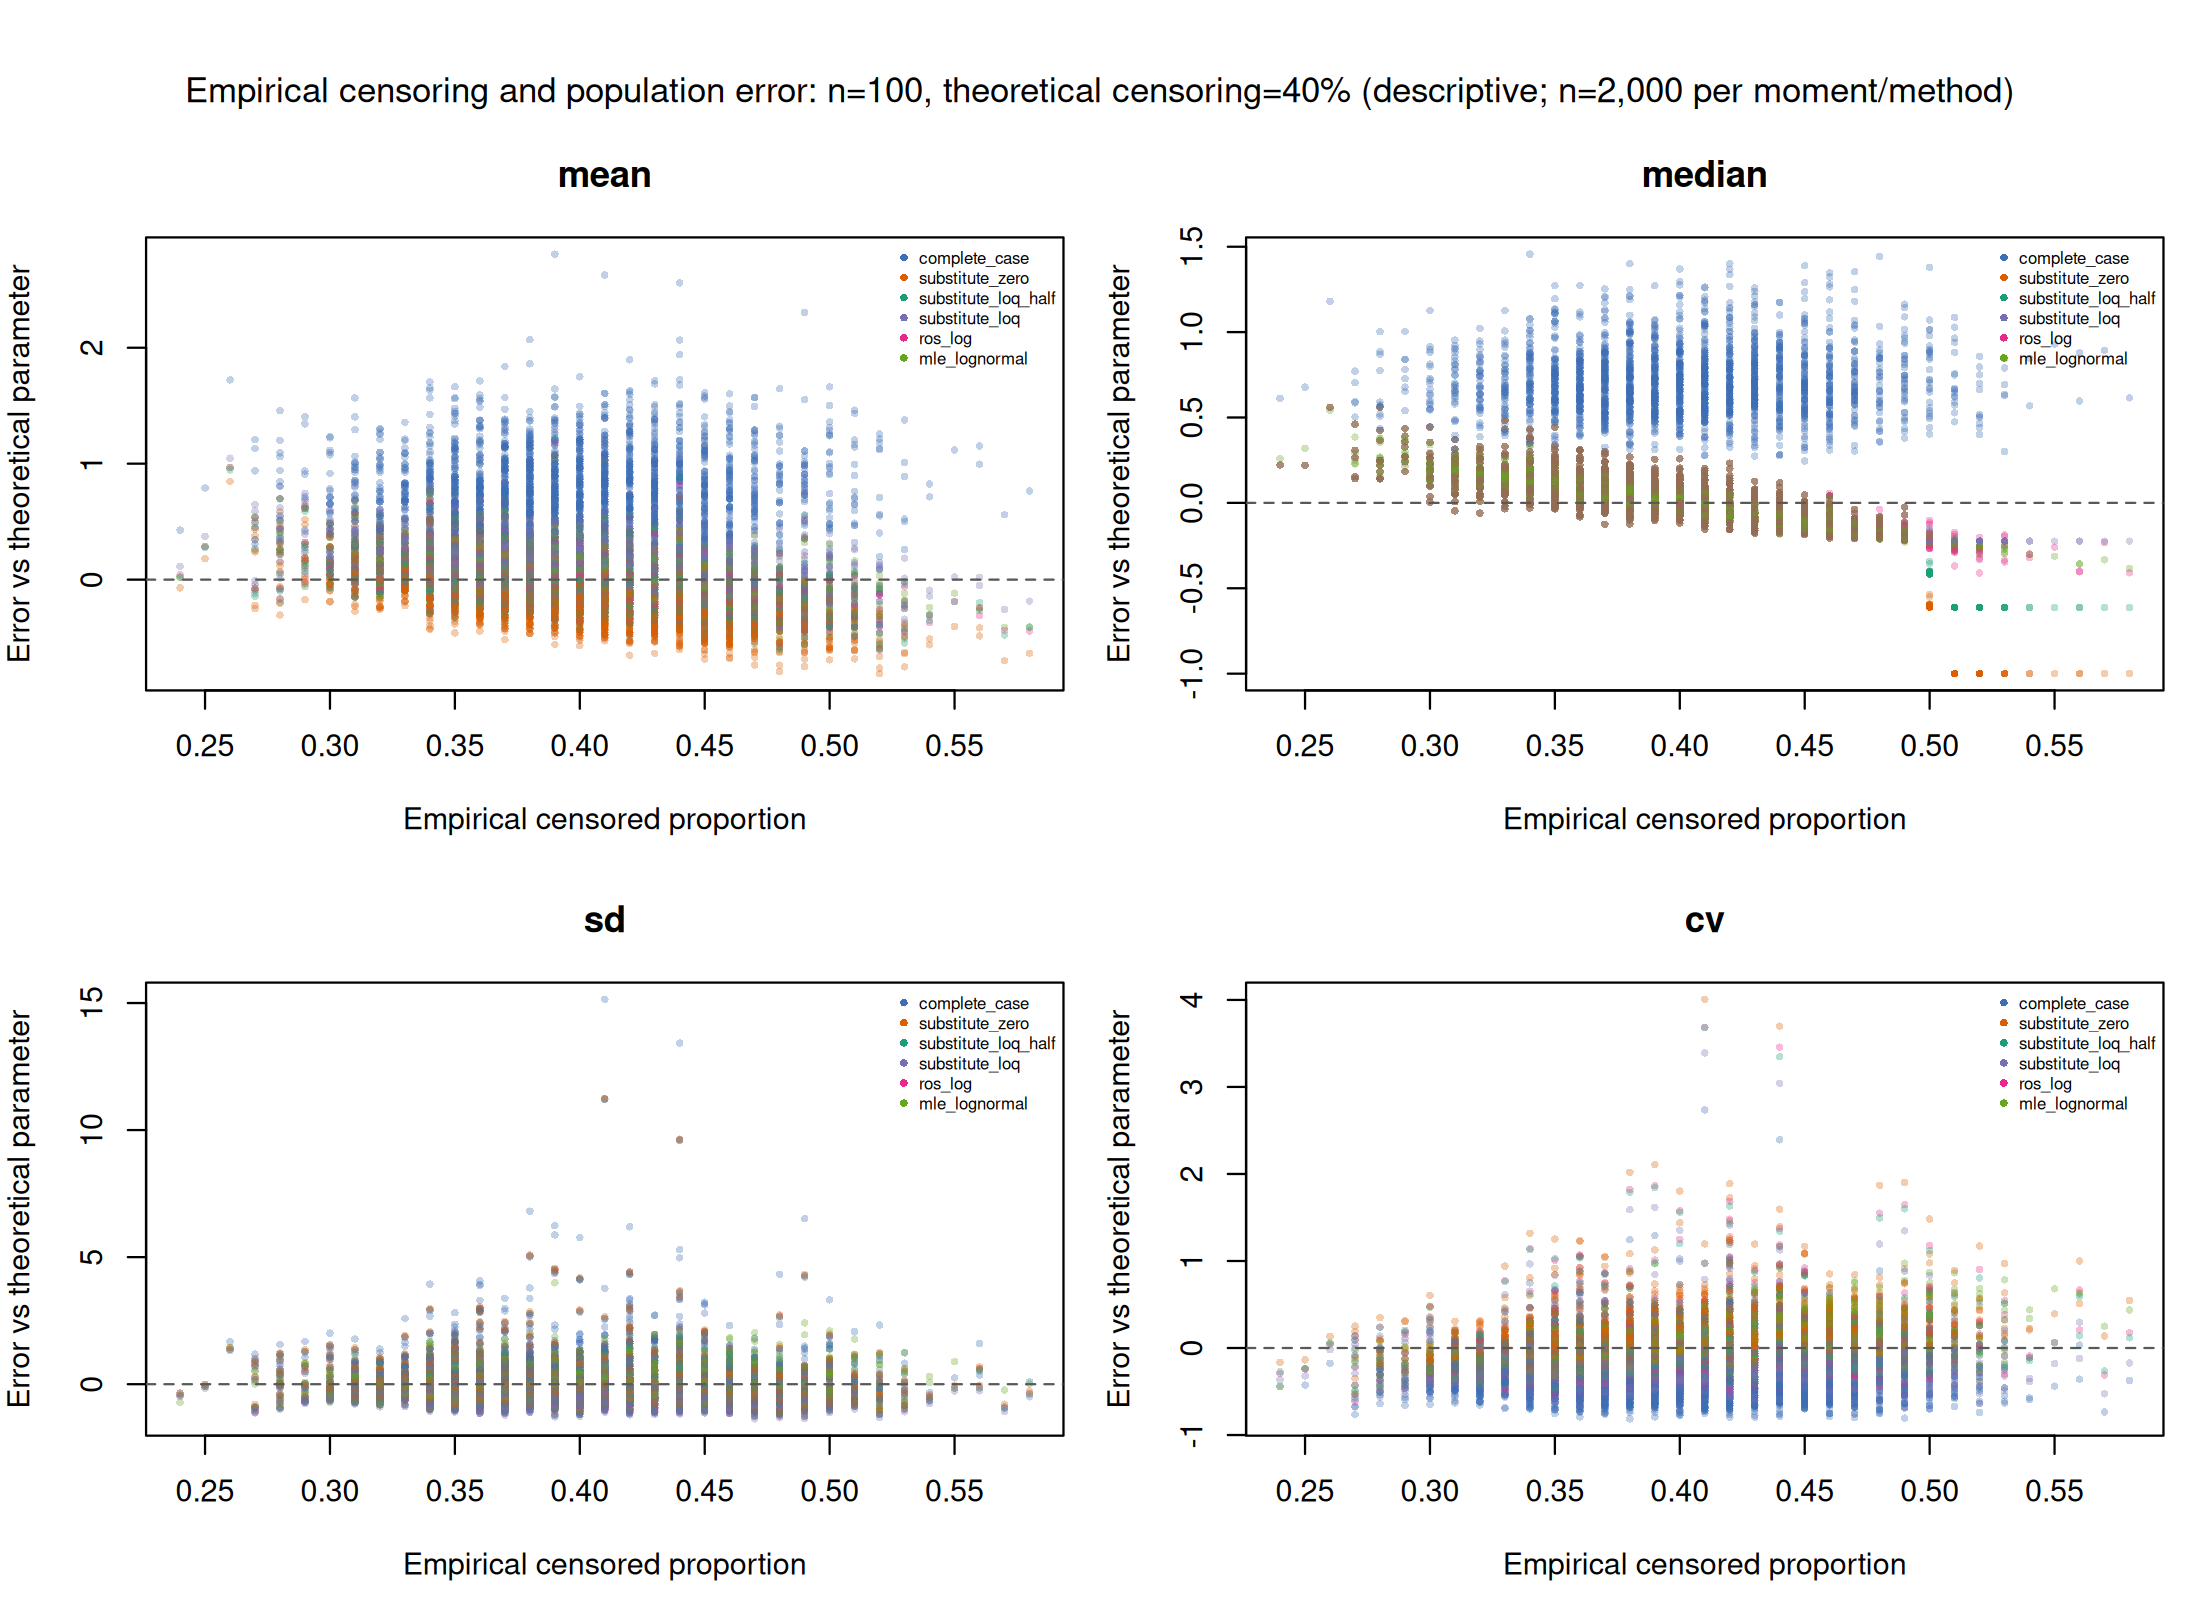 Empirical censoring and population error: n=100, theoretical censoring=40% (descriptive; n=2,000 per moment/method)
mean
Error vs theoretical parameter
0
1
2
complete_case
substitute_zero
substitute_loq_half
substitute_loq
ros_log
mle_lognormal
0.25 0.30 0.35 0.40 0.45 0.50 0.55
Empirical censored proportion
median
Error vs theoretical parameter
-1.0
-0.5
0.0
0.5
1.0
1.5
complete_case
substitute_zero
substitute_loq_half
substitute_loq
ros_log
mle_lognormal
0.25 0.30 0.35 0.40 0.45 0.50 0.55
Empirical censored proportion
sd
Error vs theoretical parameter
0
5
10
15
complete_case
substitute_zero
substitute_loq_half
substitute_loq
ros_log
mle_lognormal
0.25 0.30 0.35 0.40 0.45 0.50 0.55
Empirical censored proportion
cv
Error vs theoretical parameter
-1
0
1
2
3
4
complete_case
substitute_zero
substitute_loq_half
substitute_loq
ros_log
mle_lognormal
0.25 0.30 0.35 0.40 0.45 0.50 0.55
Empirical censored proportion